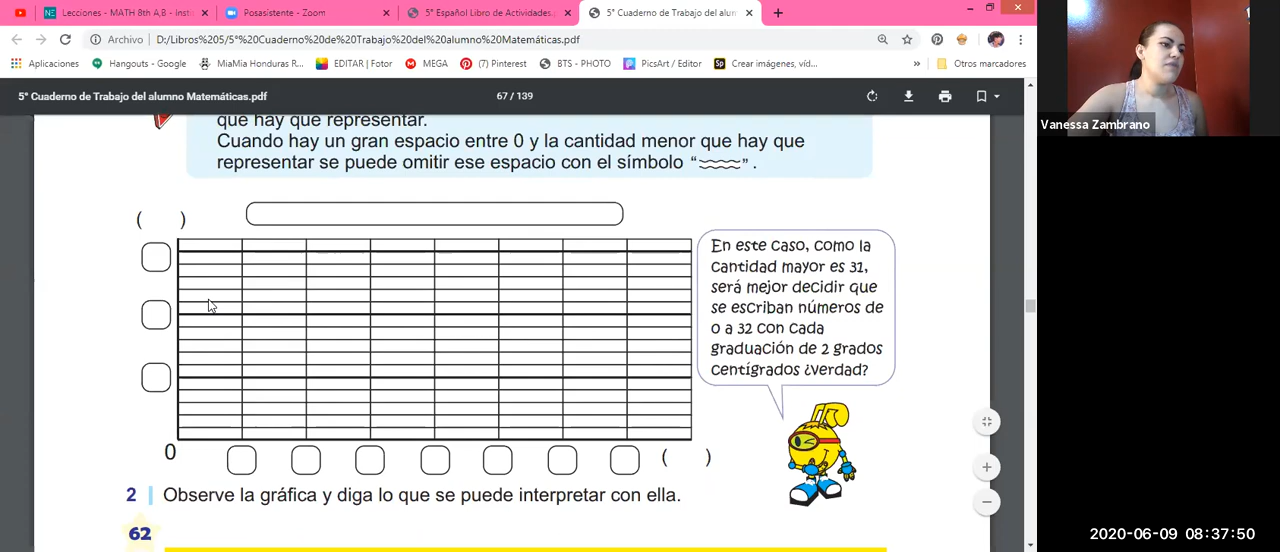 Lecciones - MATH 8th A,B - Insti
Posasistente - Zoom
5° Español Libro de Actividades.
5° Cuaderno de Trabajo del alum
Archivo
D:/Libros%205/5°%20Cuaderno%20de%20Trabajo%20del%20alumno%20Matemáticas.pdf
Aplicaciones
Hangouts - Google
MiaMia Honduras R...
EDITAR | Fotor
MEGA
(7) Pinterest
BTS - PHOTO
PicsArt / Editor
Crear imágenes, víd...
»
Otros marcadores
5° Cuaderno de Trabajo del alumno Matemáticas.pdf
67 / 139
Vanessa Zambrano
que hay que representar.
Cuando hay un gran espacio entre 0 y la cantidad menor que hay que
representar se puede omitir ese espacio con el símbolo “ ”.
( )
En este caso, como la
cantidad mayor es 31,
será mejor decidir que
se escriban números de
0 a 32 con cada
graduación de 2 grados
centígrados ¿verdad?
0
( )
2 Observe la gráfica y diga lo que se puede interpretar con ella.
62
2020-06-09 08:37:50